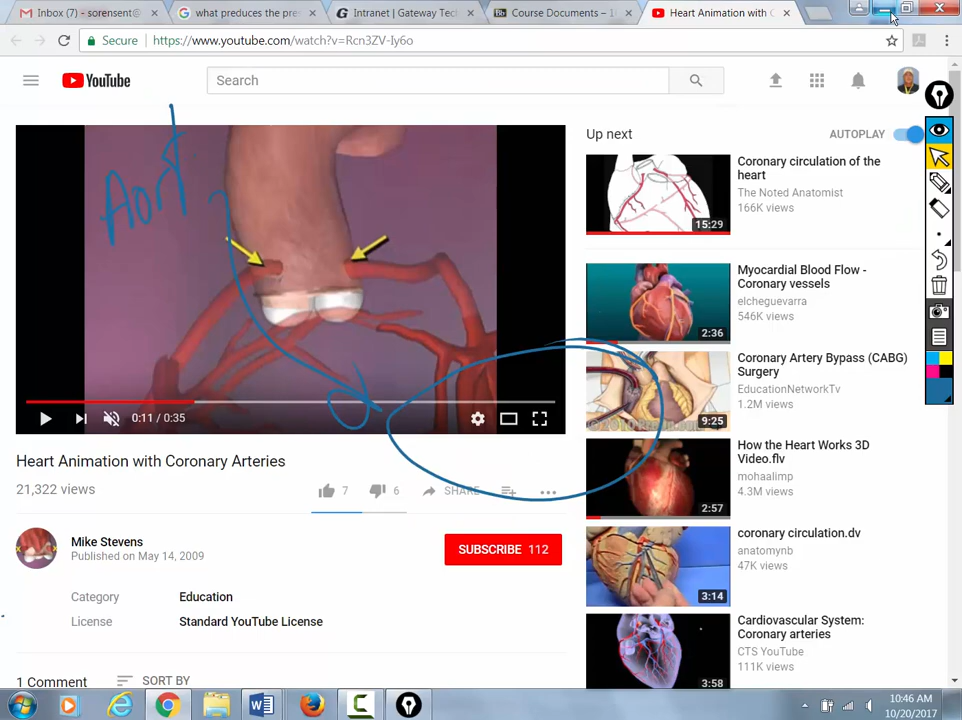 Inbox (7) - sorensent@
what preduces the pre
Intranet | Gateway Tec
Course Documents – 1
Heart Animation with C
Secure https://www.youtube.com/watch?v=Rcn3ZV-Iy6o
YouTube
Search
Aort
0:11 / 0:35
Heart Animation with Coronary Arteries
21,322 views
7
6
SHARE
Mike Stevens
Published on May 14, 2009
SUBSCRIBE 112
Category Education
License Standard YouTube License
1 Comment
SORT BY
Up next
AUTOPLAY
15:29
Coronary circulation of the
heart
The Noted Anatomist
166K views
2:36
Myocardial Blood Flow -
Coronary vessels
elcheguevarra
546K views
9:25
Coronary Artery Bypass (CABG)
Surgery
EducationNetworkTv
1.2M views
2:57
How the Heart Works 3D
Video.flv
mohaalimp
4.3M views
3:14
coronary circulation.dv
anatomynb
47K views
3:58
Cardiovascular System:
Coronary arteries
CTS YouTube
111K views
10:46 AM
10/20/2017